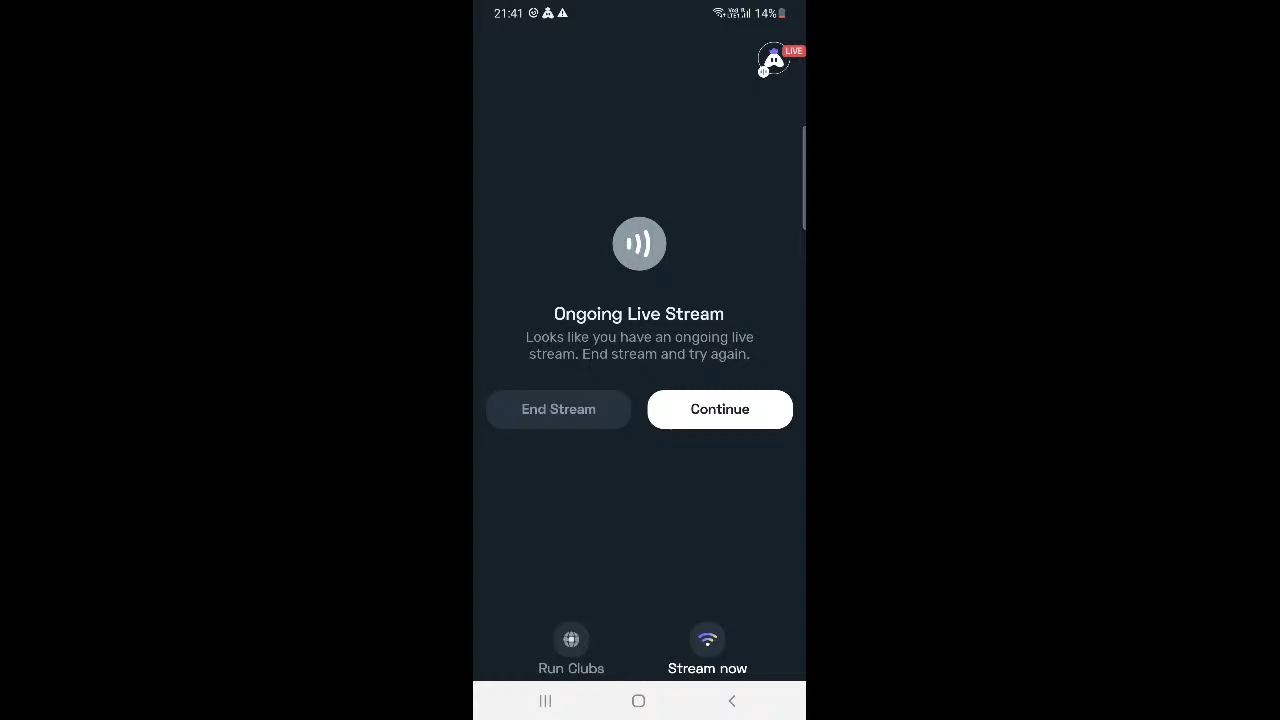 21:41
14%
LIVE
Ongoing Live Stream
Looks like you have an ongoing live
stream. End stream and try again.
End Stream
Continue
Run Clubs
Stream now